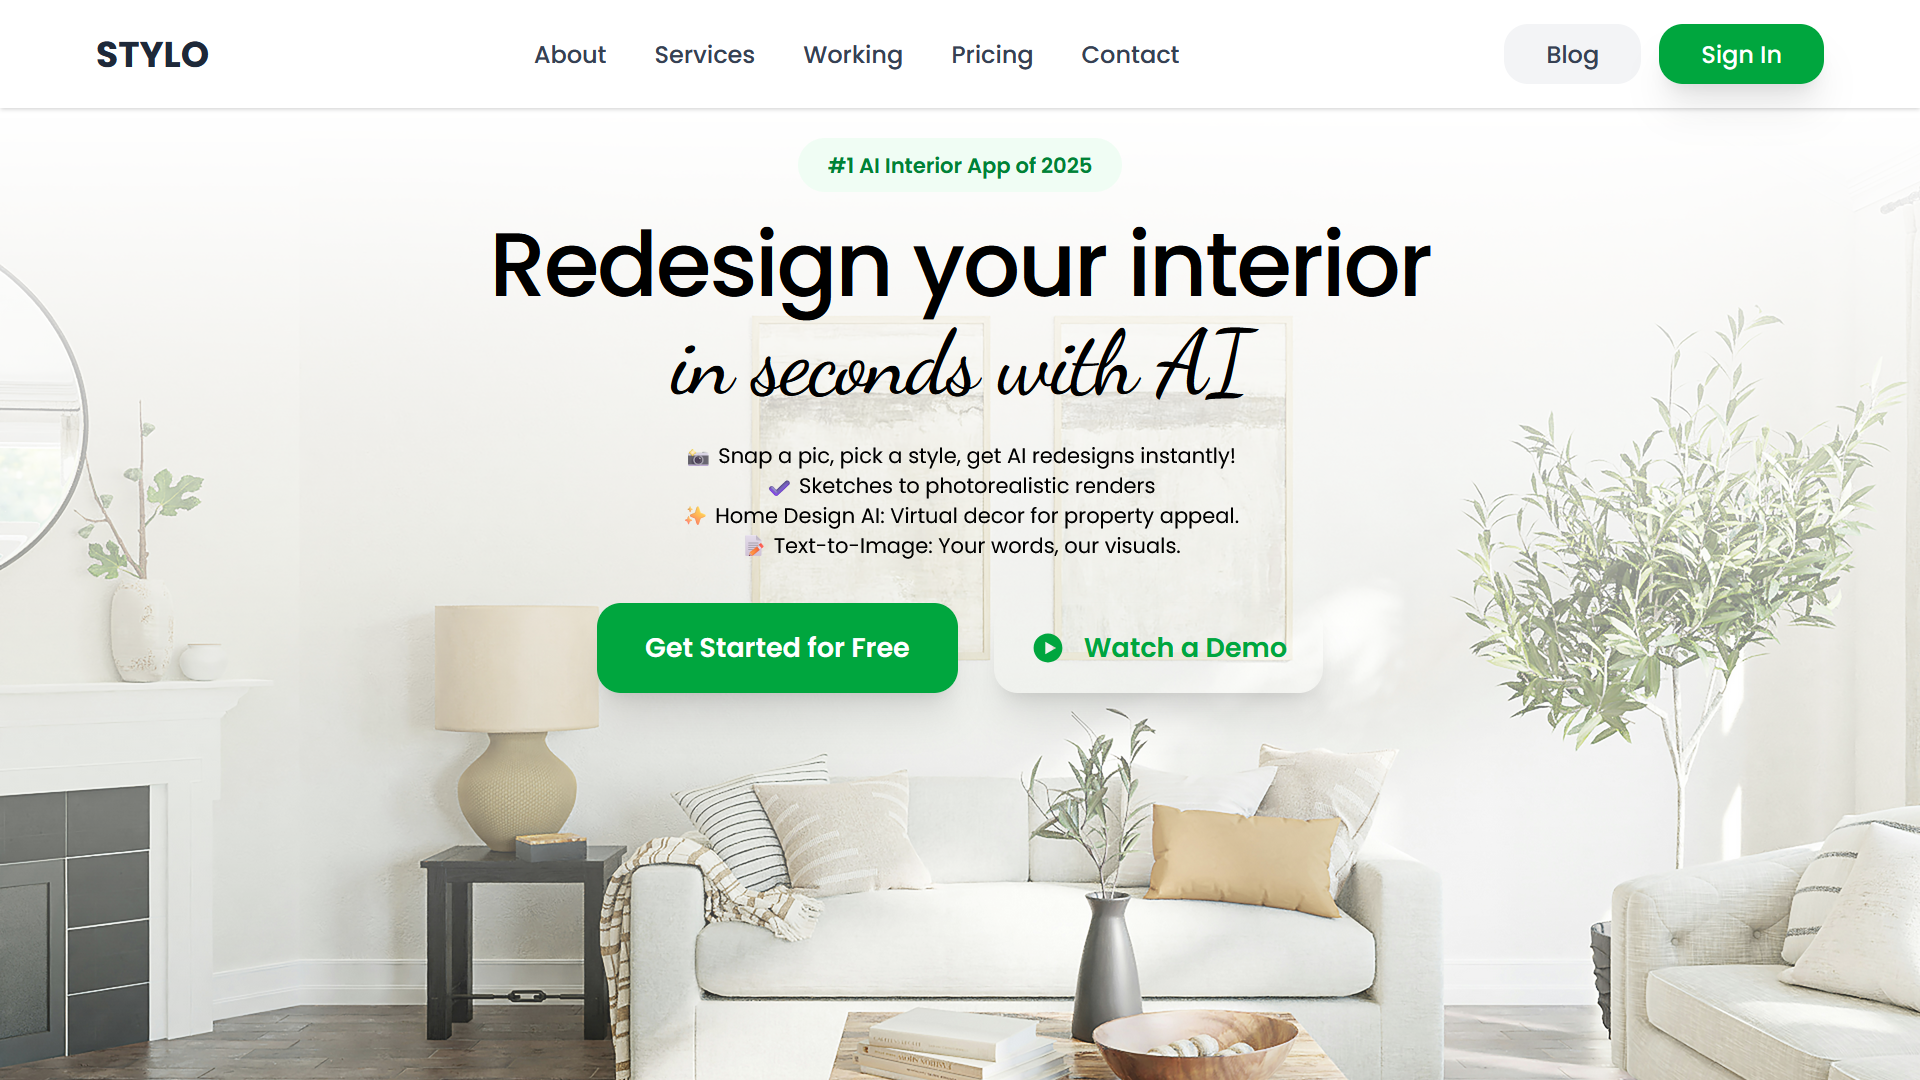 STYLO
About
Services
Working
Pricing
Contact
Blog
Sign In
#1 AI Interior App of 2025
Redesign your interior
in seconds with AI
📷 Snap a pic, pick a style, get AI redesigns instantly!
✔ Sketches to photorealistic renders
✨ Home Design AI: Virtual decor for property appeal.
📝 Text-to-Image: Your words, our visuals.
Get Started for Free
Watch a Demo